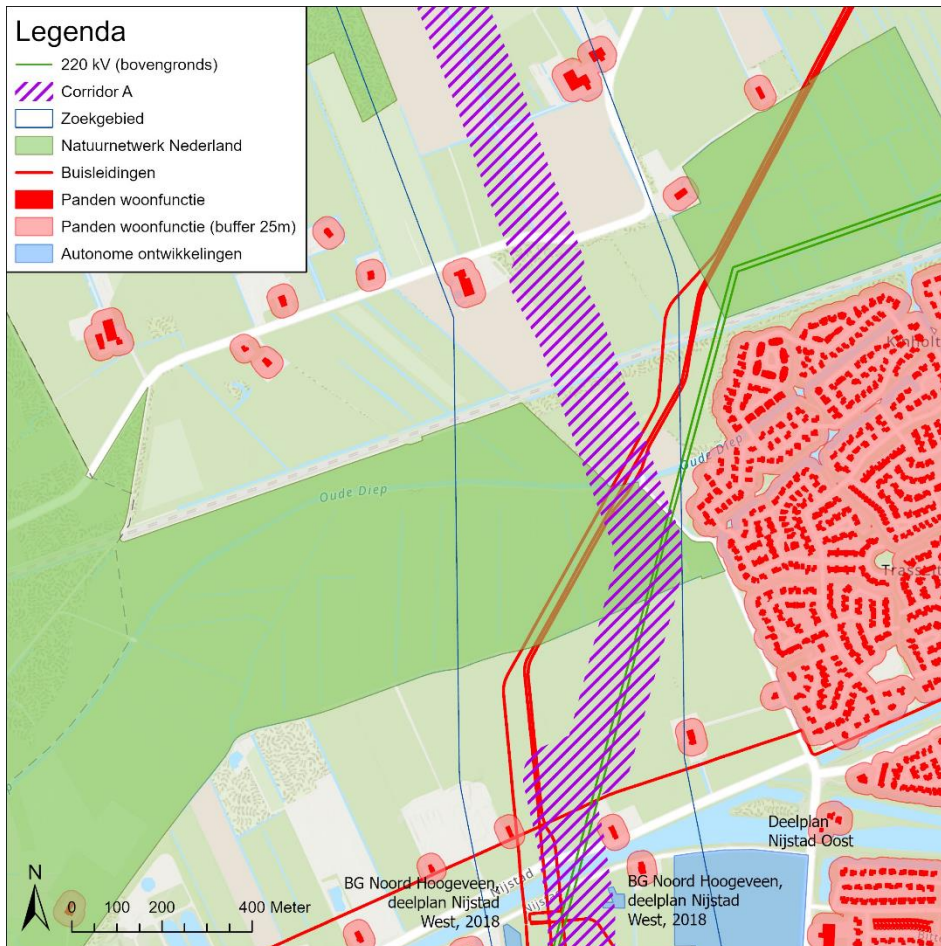 Legenda
220 kV (bovengronds)
Corridor A
Zoekgebied
Natuurnetwerk Nederland
Buisleidingen
Panden woonfunctie
Panden woonfunctie (buffer 25m)
Autonome ontwikkelingen
Oude Diep
Oude Diep
Deelplan
Nijstad Oost
Nijstad
BG Noord Hoogeveen,
deelplan Nijstad
West, 2018
BG Noord Hoogeveen,
deelplan Nijstad
West, 2018
N
0 100 200 400 Meter